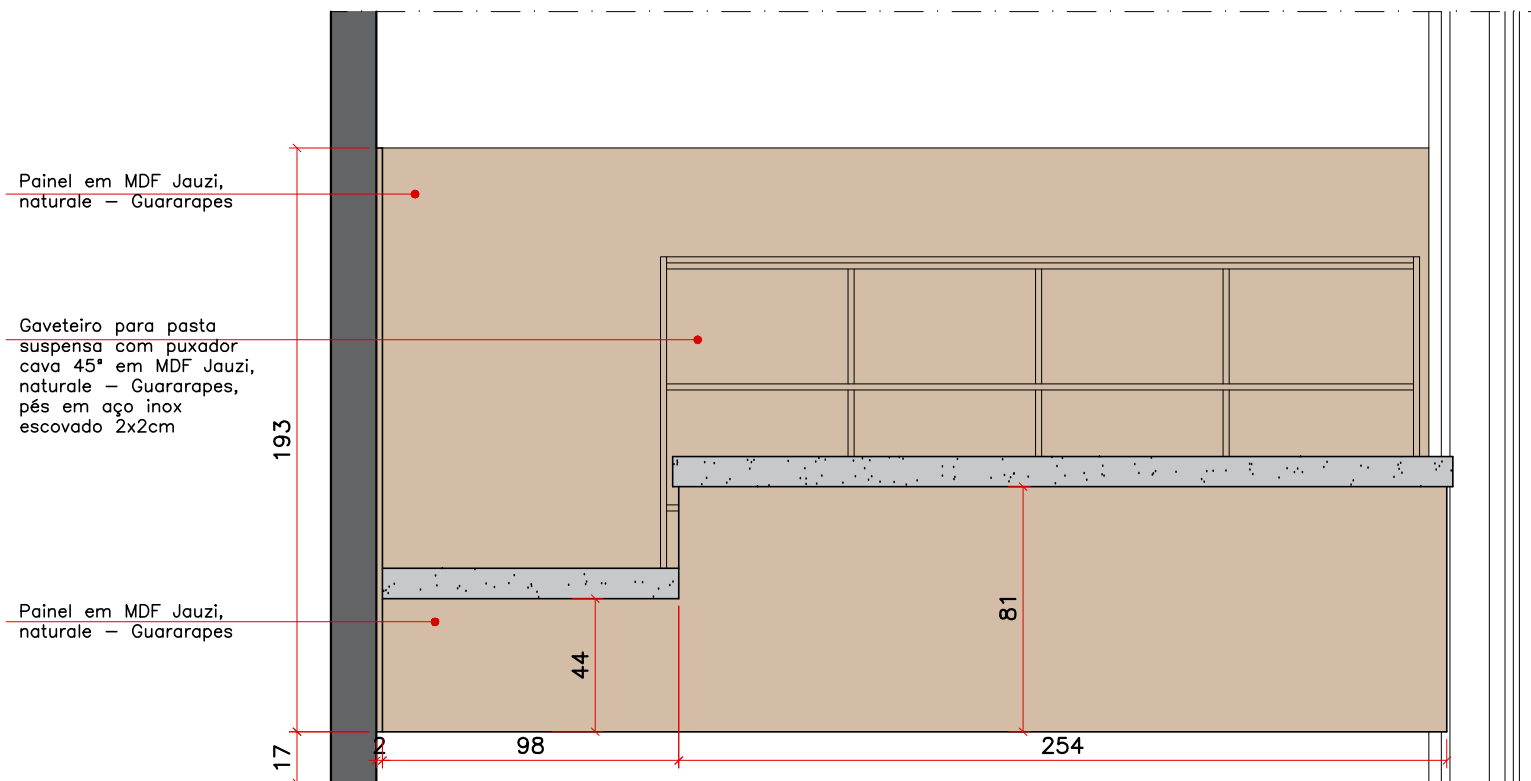 Painel em MDF Jauzi,
naturale – Guararapes
Gaveteiro para pasta
suspensa com puxador
cava 45ª em MDF Jauzi,
naturale – Guararapes,
pés em aço inox
escovado 2x2cm
193
Painel em MDF Jauzi,
naturale – Guararapes
81
44
17
2
98
254